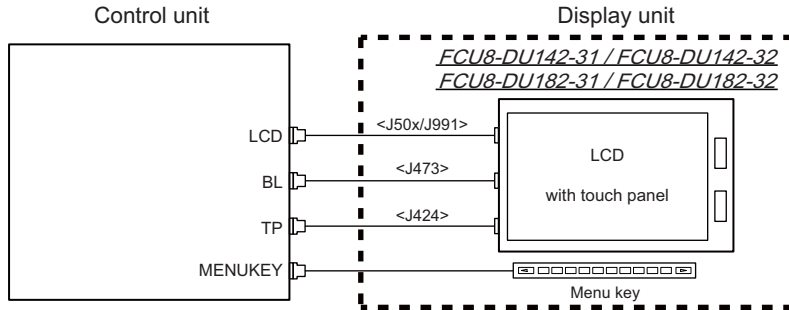 Control unit
Display unit
FCU8-DU142-31 / FCU8-DU142-32
FCU8-DU182-31 / FCU8-DU182-32
LCD
<J50x/J991>
BL
<J473>
TP
<J424>
MENUKEY
LCD
with touch panel
Menu key